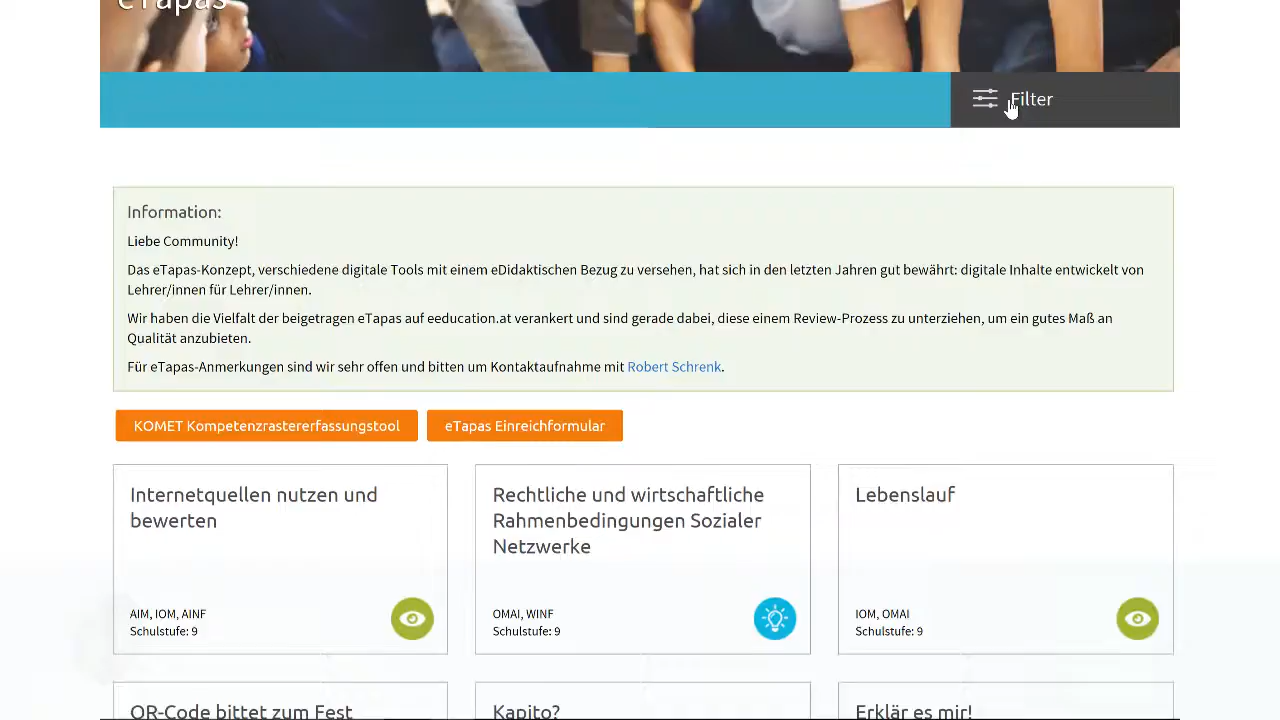 eTapas
Filter
Information:
Liebe Community!
Das eTapas-Konzept, verschiedene digitale Tools mit einem eDidaktischen Bezug zu versehen, hat sich in den letzten Jahren gut bewährt: digitale Inhalte entwickelt von
Lehrer/innen für Lehrer/innen.
Wir haben die Vielfalt der beigetragen eTapas auf eeducation.at verankert und sind gerade dabei, diese einem Review-Prozess zu unterziehen, um ein gutes Maß an
Qualität anzubieten.
Für eTapas-Anmerkungen sind wir sehr offen und bitten um Kontaktaufnahme mit Robert Schrenk.
KOMET Kompetenzrastererfassungstool
eTapas Einreichformular
Internetquellen nutzen und
bewerten
AIM, IOM, AINF
Schulstufe: 9
Rechtliche und wirtschaftliche
Rahmenbedingungen Sozialer
Netzwerke
OMAI, WINF
Schulstufe: 9
Lebenslauf
IOM, OMAI
Schulstufe: 9
QR-Code bittet zum Fest
Kapito?
Erklär es mir!